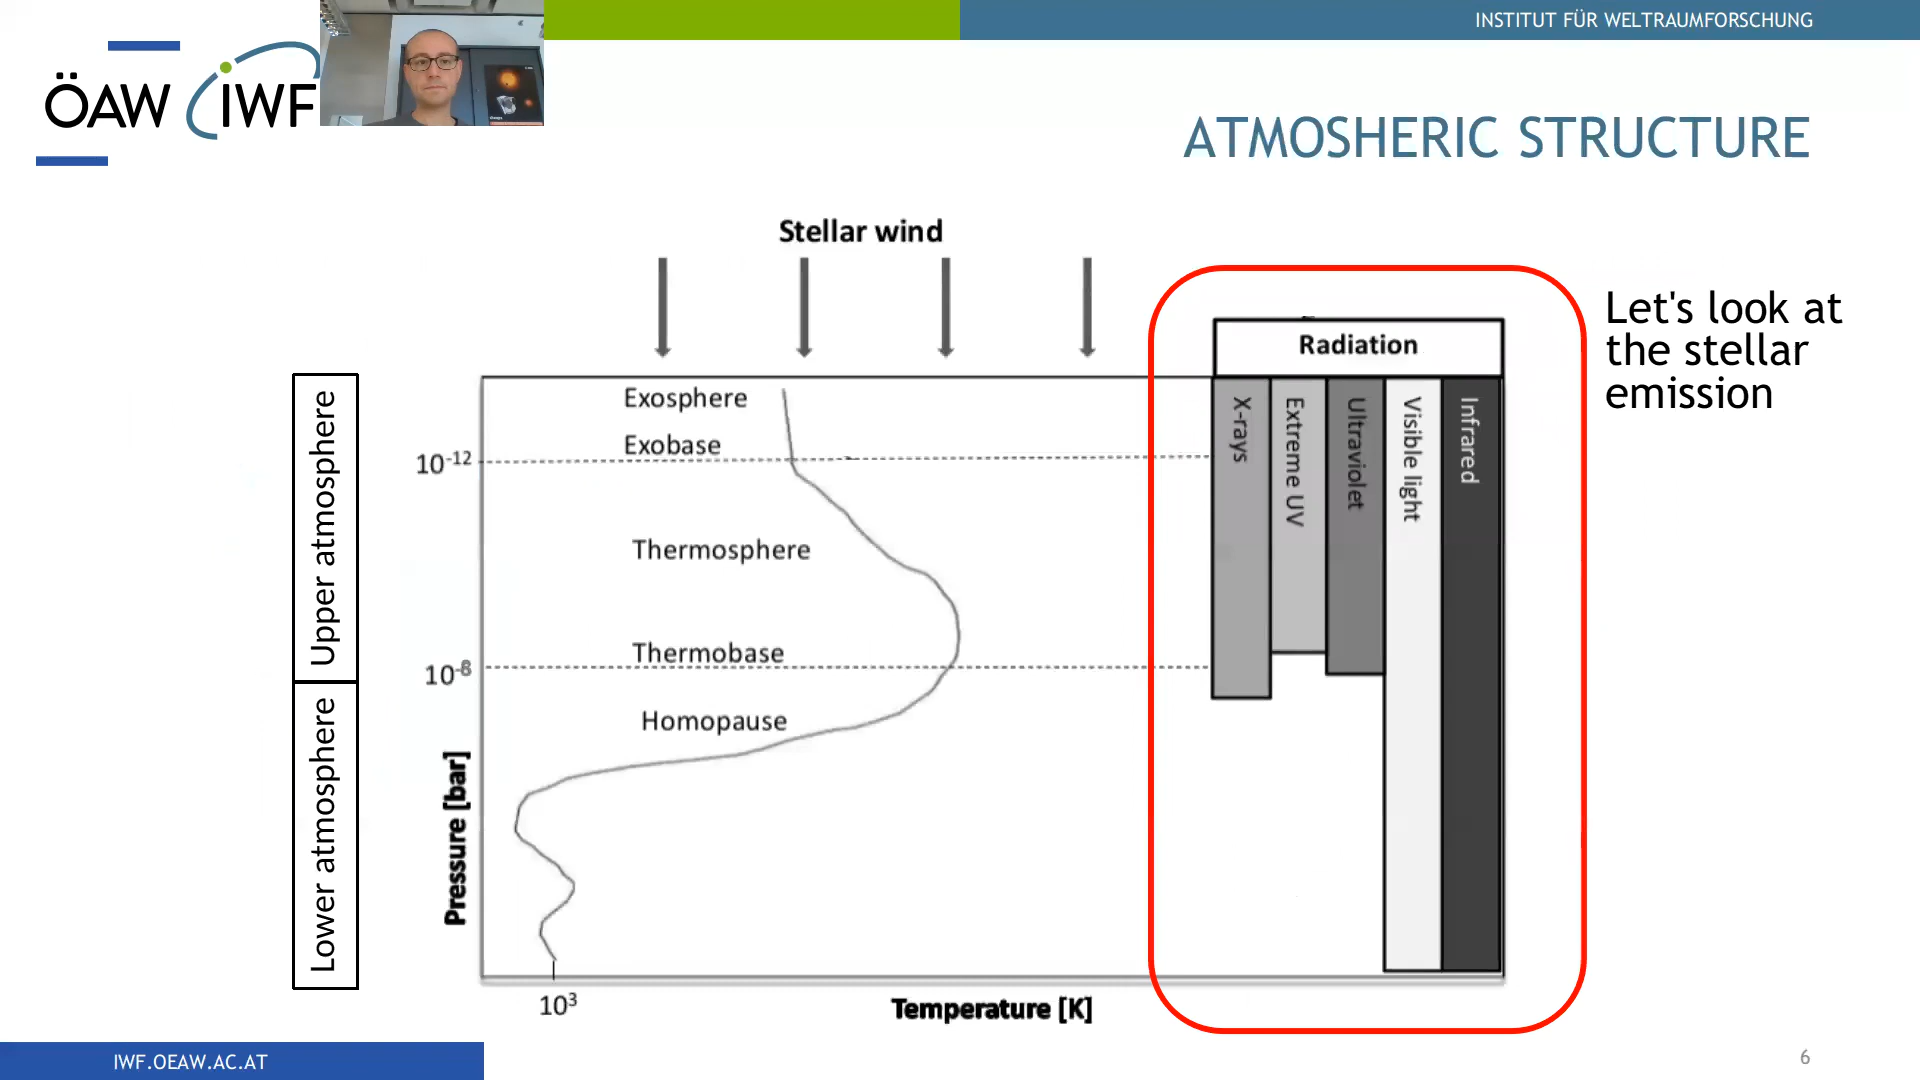 INSTITUT FÜR WELTRAUMFORSCHUNG
ÖAW IWF
ATMOSHERIC STRUCTURE
Stellar wind
Let's look at
the stellar
emission
Radiation
X-rays
Extreme UV
Ultraviolet
Visible light
Infrared
Upper atmosphere
Lower atmosphere
Exosphere
Exobase
10⁻¹²
Thermosphere
Thermobase
10⁻⁸
Homopause
Pressure [bar]
10³
Temperature [K]
IWF.OEAW.AC.AT
6